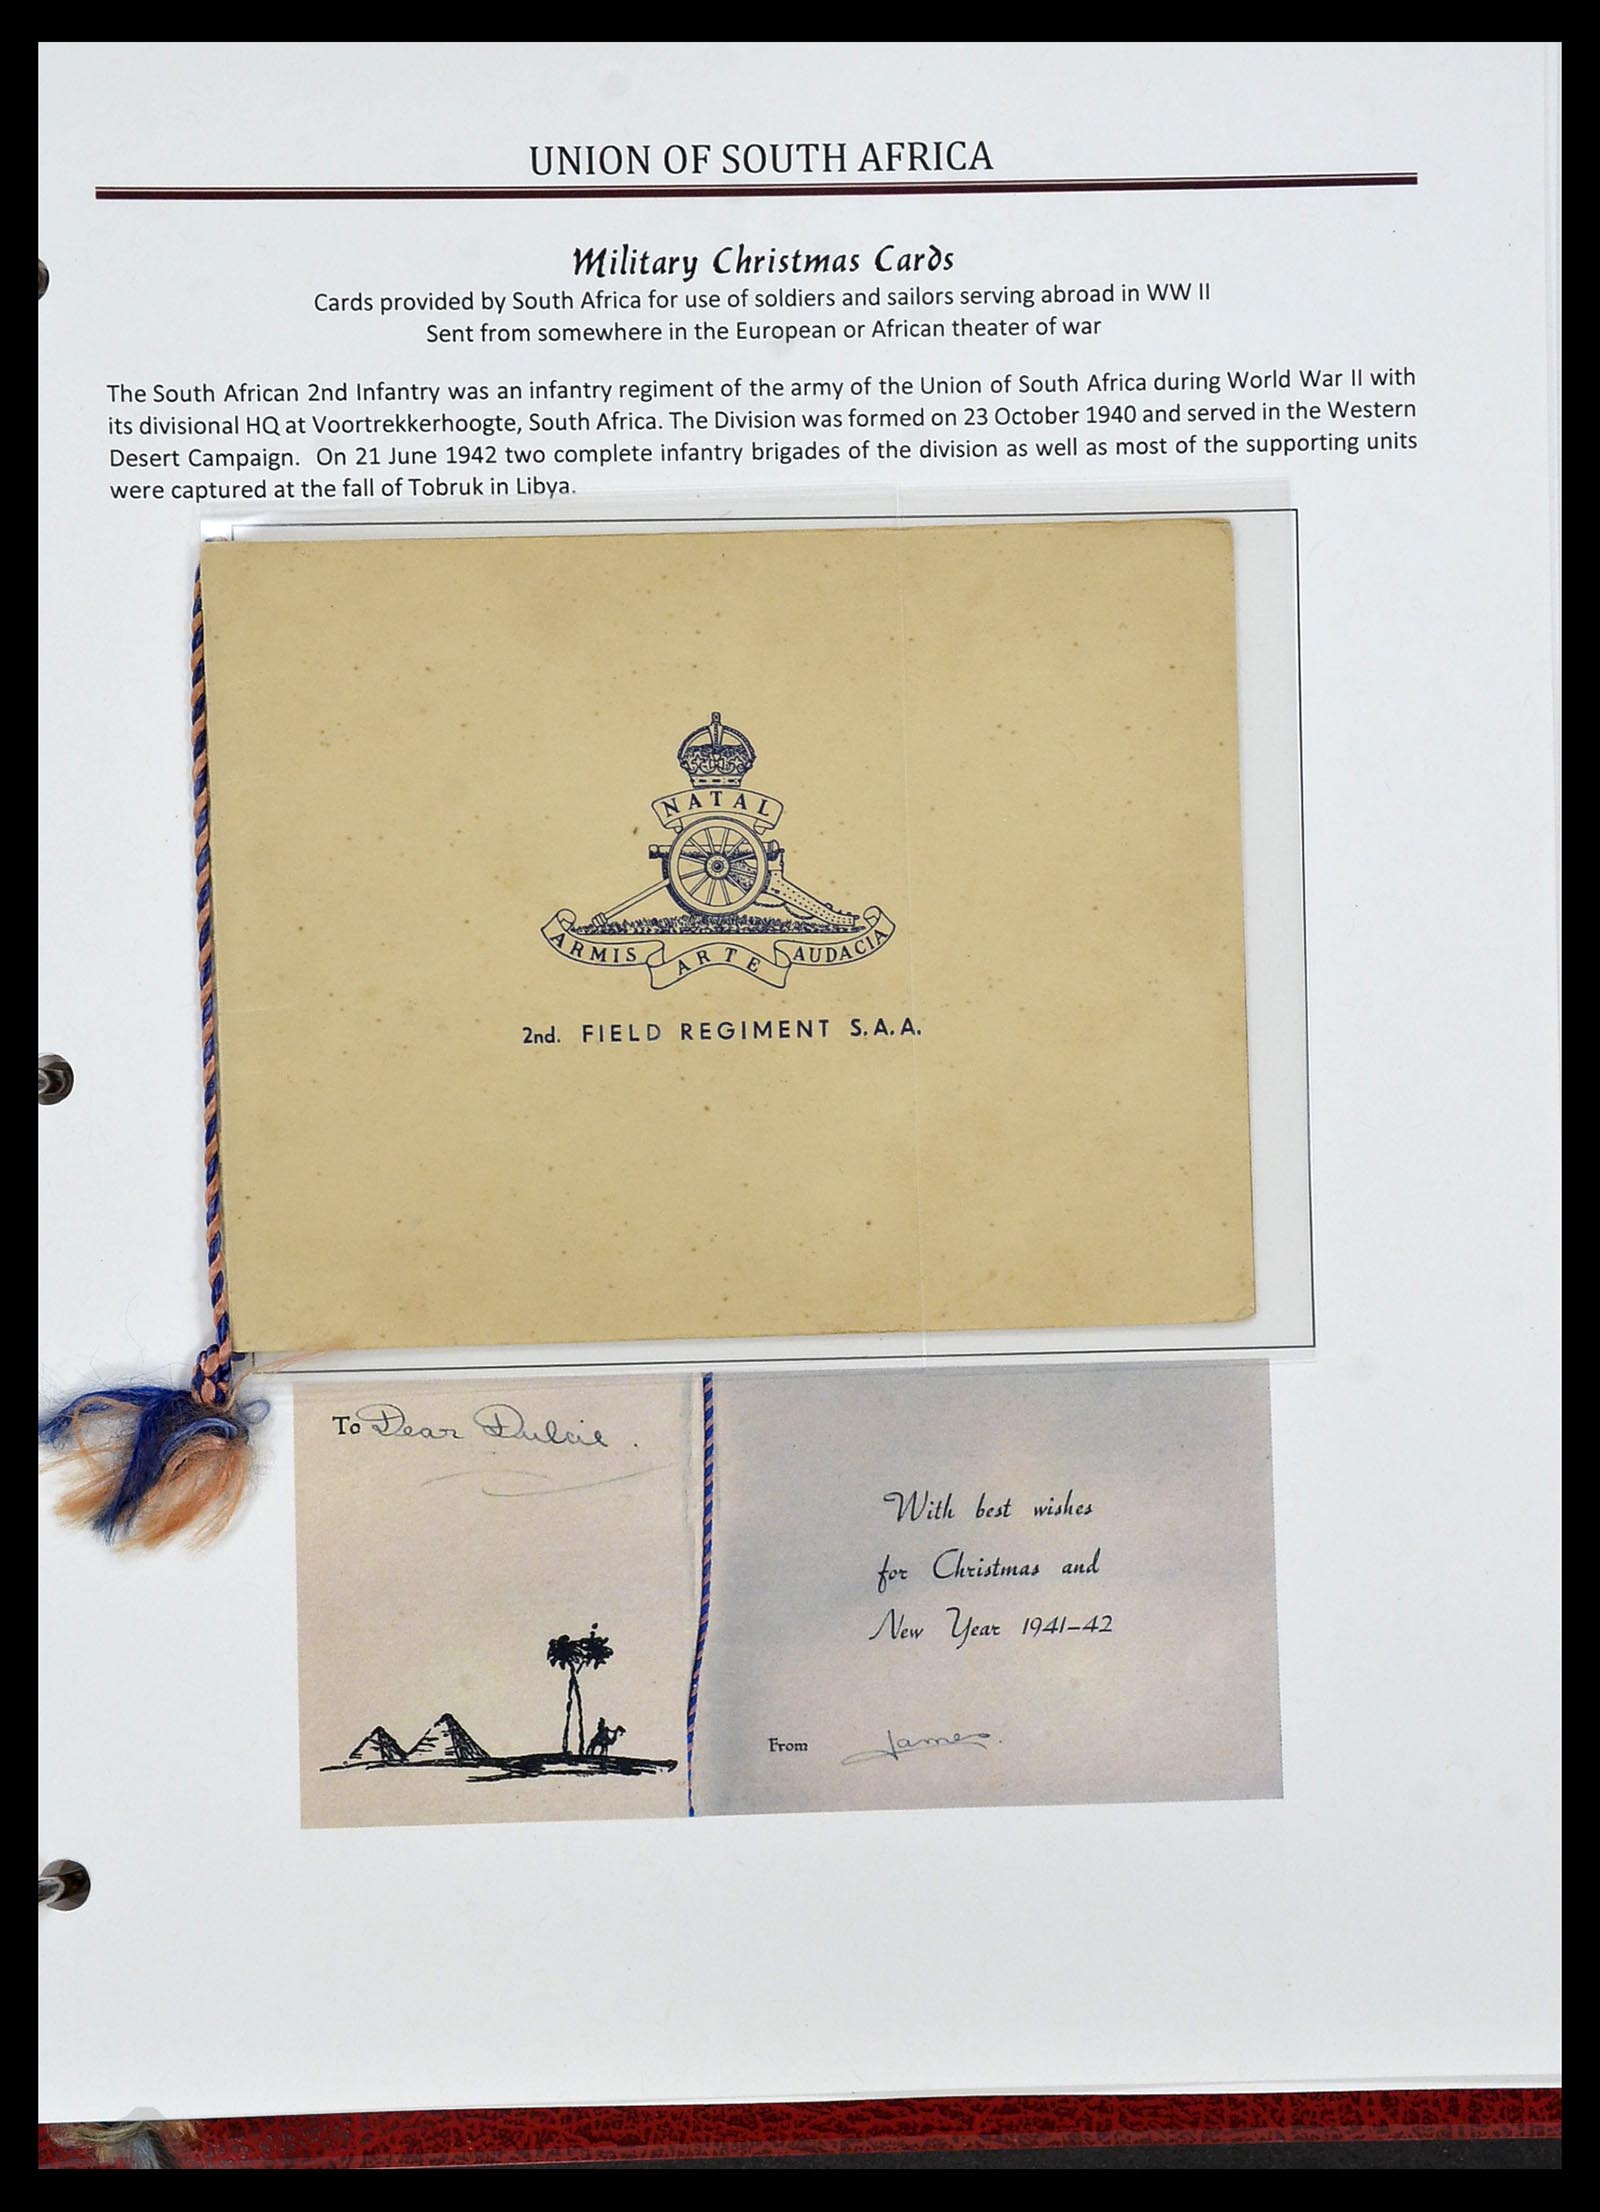 UNION OF SOUTH AFRICA
Military Christmas Cards
Cards provided by South Africa for use of soldiers and sailors serving abroad in WW II
Sent from somewhere in the European or African theater of war
The South African 2nd Infantry was an infantry regiment of the army of the Union of South Africa during World War II with
its divisional HQ at Voortrekkerhoogte, South Africa. The Division was formed on 23 October 1940 and served in the Western
Desert Campaign.  On 21 June 1942 two complete infantry brigades of the division as well as most of the supporting units
were captured at the fall of Tobruk in Libya.
NATAL
ARMIS ARTE AUDACIA
2nd. FIELD REGIMENT S.A.A.
To Dear Dulcie.
With best wishes
for Christmas and
New Year 1941-42
From James.